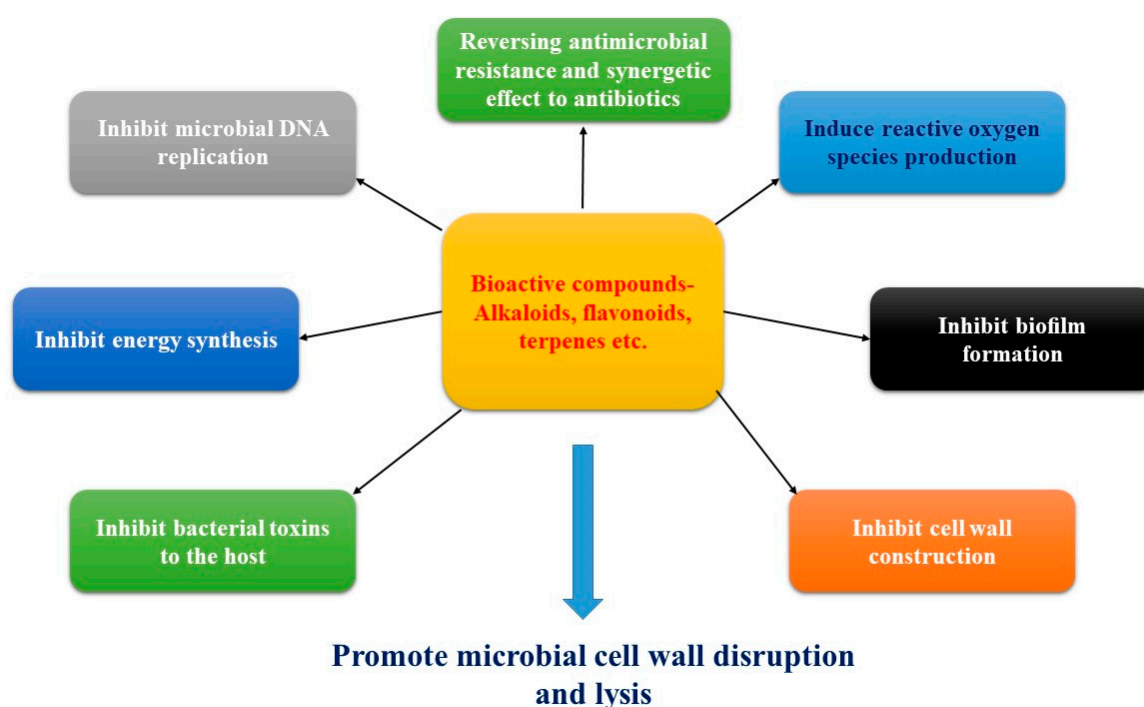 Reversing antimicrobial
resistance and synergetic
effect to antibiotics
Inhibit microbial DNA
replication
Induce reactive oxygen
species production
Bioactive compounds-
Alkaloids, flavonoids,
terpenes etc.
Inhibit energy synthesis
Inhibit biofilm
formation
Inhibit bacterial toxins
to the host
Inhibit cell wall
construction
Promote microbial cell wall disruption
and lysis